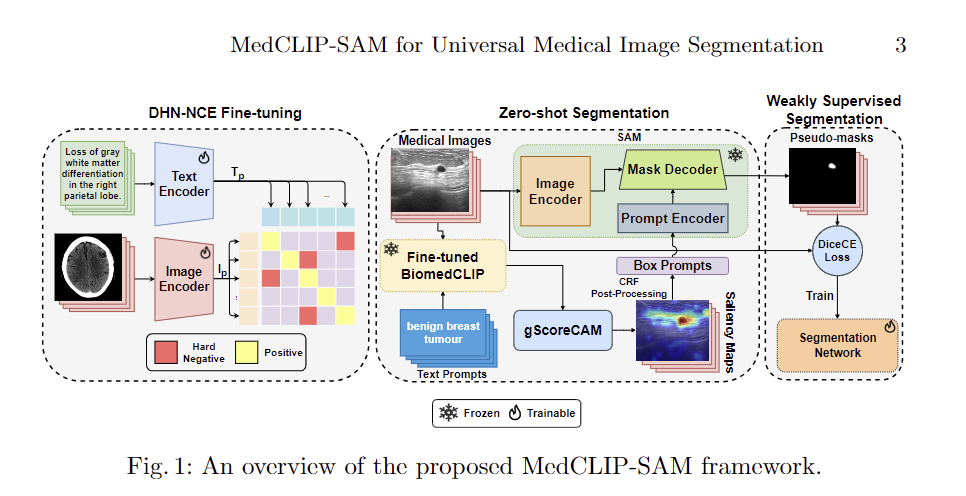 MedCLIP-SAM for Universal Medical Image Segmentation 3
DHN-NCE Fine-tuning
Loss of gray
white matter
differentiation
in the right
parietal lobe.
Text
Encoder
Tp
...
Image
Encoder
Ip
:
Hard
Negative
Positive
Zero-shot Segmentation
Medical Images
SAM
Image
Encoder
Mask Decoder
Prompt Encoder
Fine-tuned
BiomedCLIP
Box Prompts
CRF
Post-Processing
benign breast
tumour
Text Prompts
gScoreCAM
Saliency Maps
Weakly Supervised
Segmentation
Pseudo-masks
DiceCE
Loss
Train
Segmentation
Network
Frozen
Trainable
Fig. 1: An overview of the proposed MedCLIP-SAM framework.